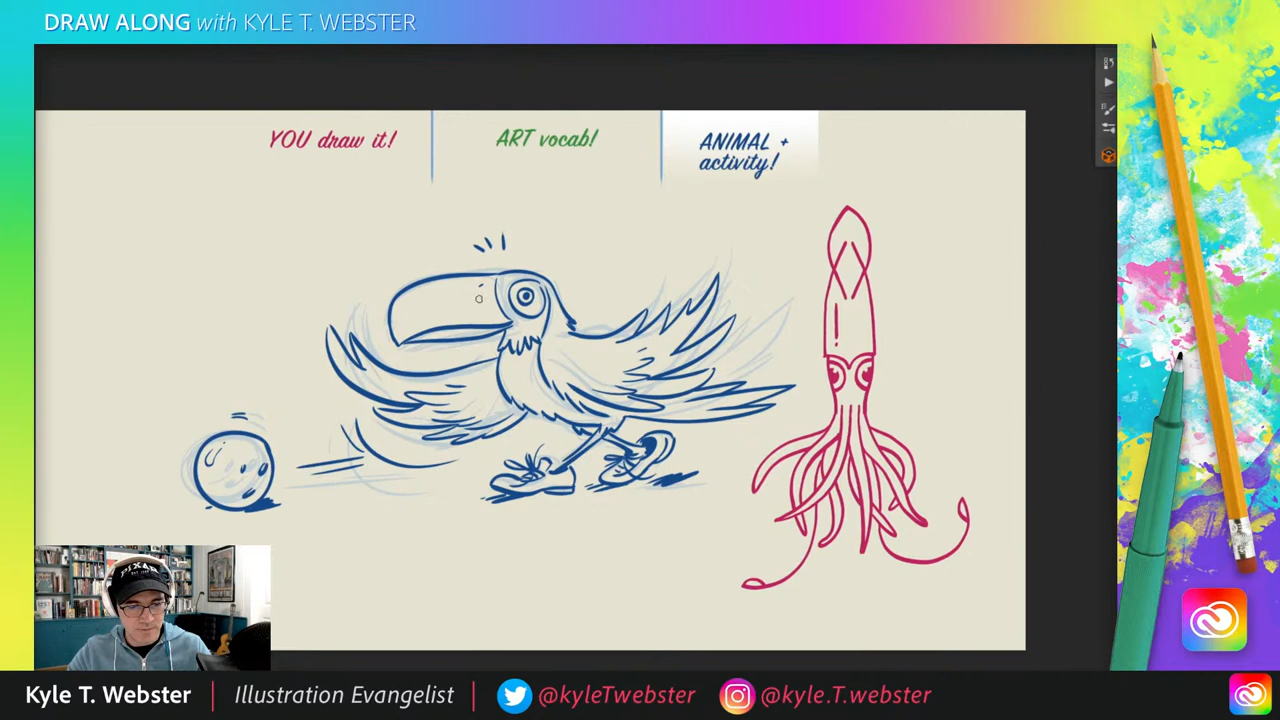 DRAW ALONG with KYLE T. WEBSTER
YOU draw it!
ART vocab!
ANIMAL +
activity!
PIXAR
Kyle T. Webster
Illustration Evangelist
@kyleTwebster
@kyle.T.webster